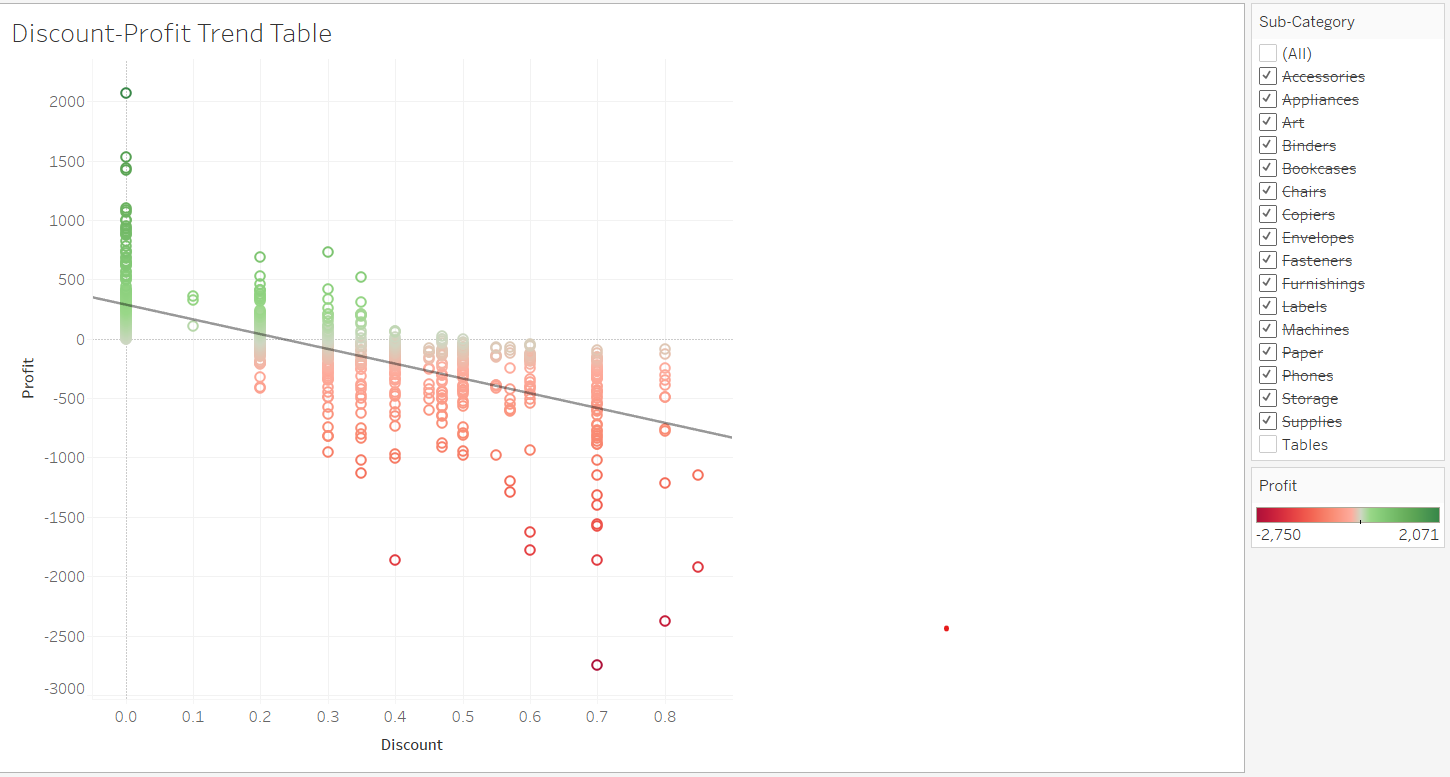 Discount-Profit Trend Table
2000
1500
1000
500
0
-500
-1000
-1500
-2000
-2500
-3000
Profit
0.0 0.1 0.2 0.3 0.4 0.5 0.6 0.7 0.8
Discount
Sub-Category
(All)
Accessories
Appliances
Art
Binders
Bookcases
Chairs
Copiers
Envelopes
Fasteners
Furnishings
Labels
Machines
Paper
Phones
Storage
Supplies
Tables
Profit
-2,750 2,071